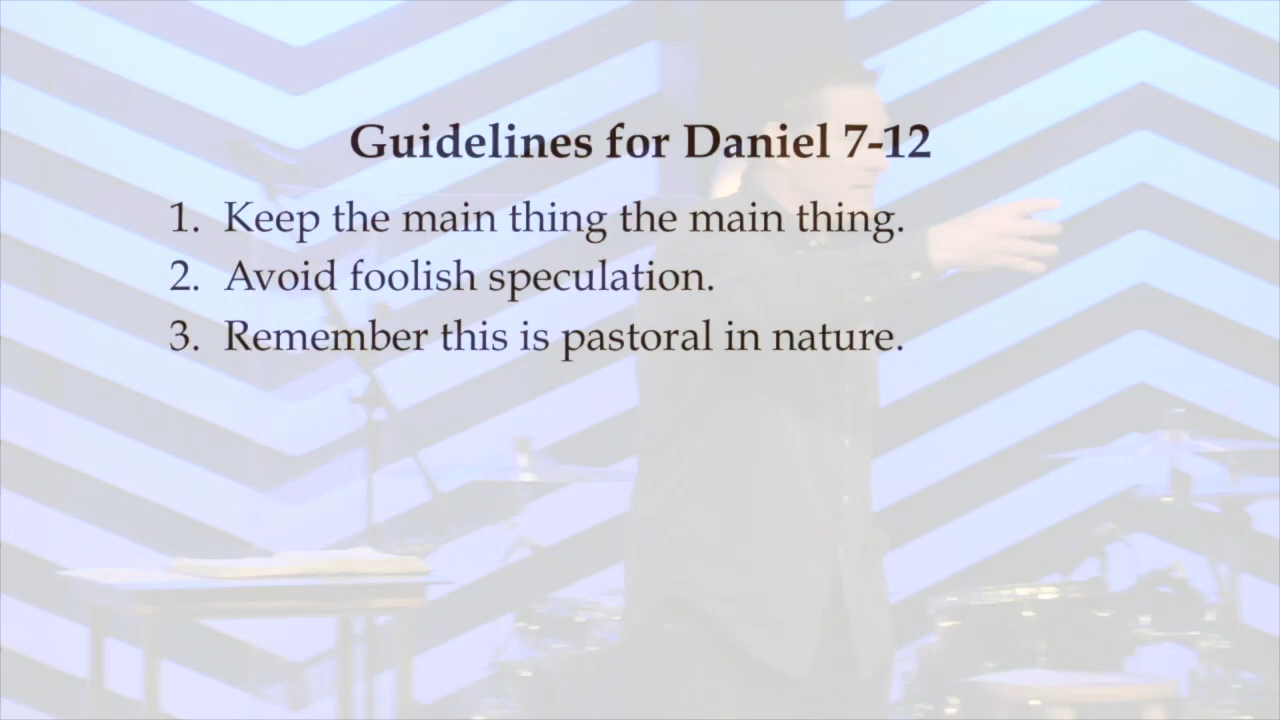 Guidelines for Daniel 7-12
1. Keep the main thing the main thing.
2. Avoid foolish speculation.
3. Remember this is pastoral in nature.